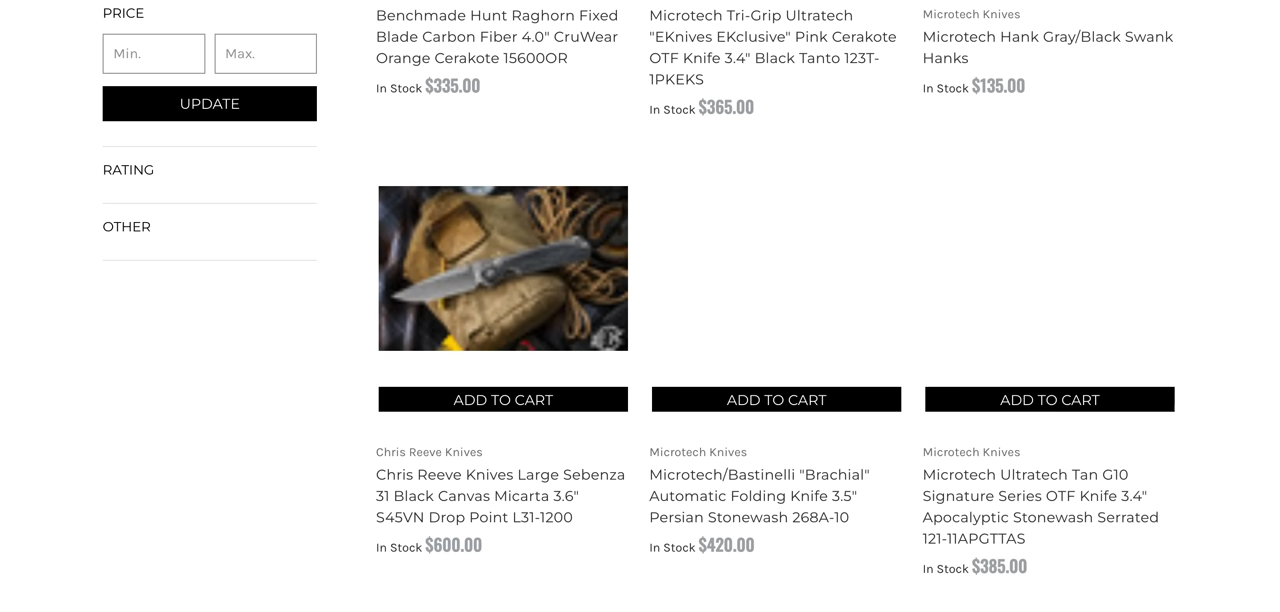 PRICE
Min.
Max.
UPDATE
RATING
OTHER
Benchmade Hunt Raghorn Fixed
Blade Carbon Fiber 4.0" CruWear
Orange Cerakote 15600OR
In Stock $335.00
Microtech Tri-Grip Ultratech
"EKnives EKclusive" Pink Cerakote
OTF Knife 3.4" Black Tanto 123T-
1PKEKS
In Stock $365.00
Microtech Knives
Microtech Hank Gray/Black Swank
Hanks
In Stock $135.00
ADD TO CART
Chris Reeve Knives
Chris Reeve Knives Large Sebenza
31 Black Canvas Micarta 3.6"
S45VN Drop Point L31-1200
In Stock $600.00
ADD TO CART
Microtech Knives
Microtech/Bastinelli "Brachial"
Automatic Folding Knife 3.5"
Persian Stonewash 268A-10
In Stock $420.00
ADD TO CART
Microtech Knives
Microtech Ultratech Tan G10
Signature Series OTF Knife 3.4"
Apocalyptic Stonewash Serrated
121-11APGTTAS
In Stock $385.00